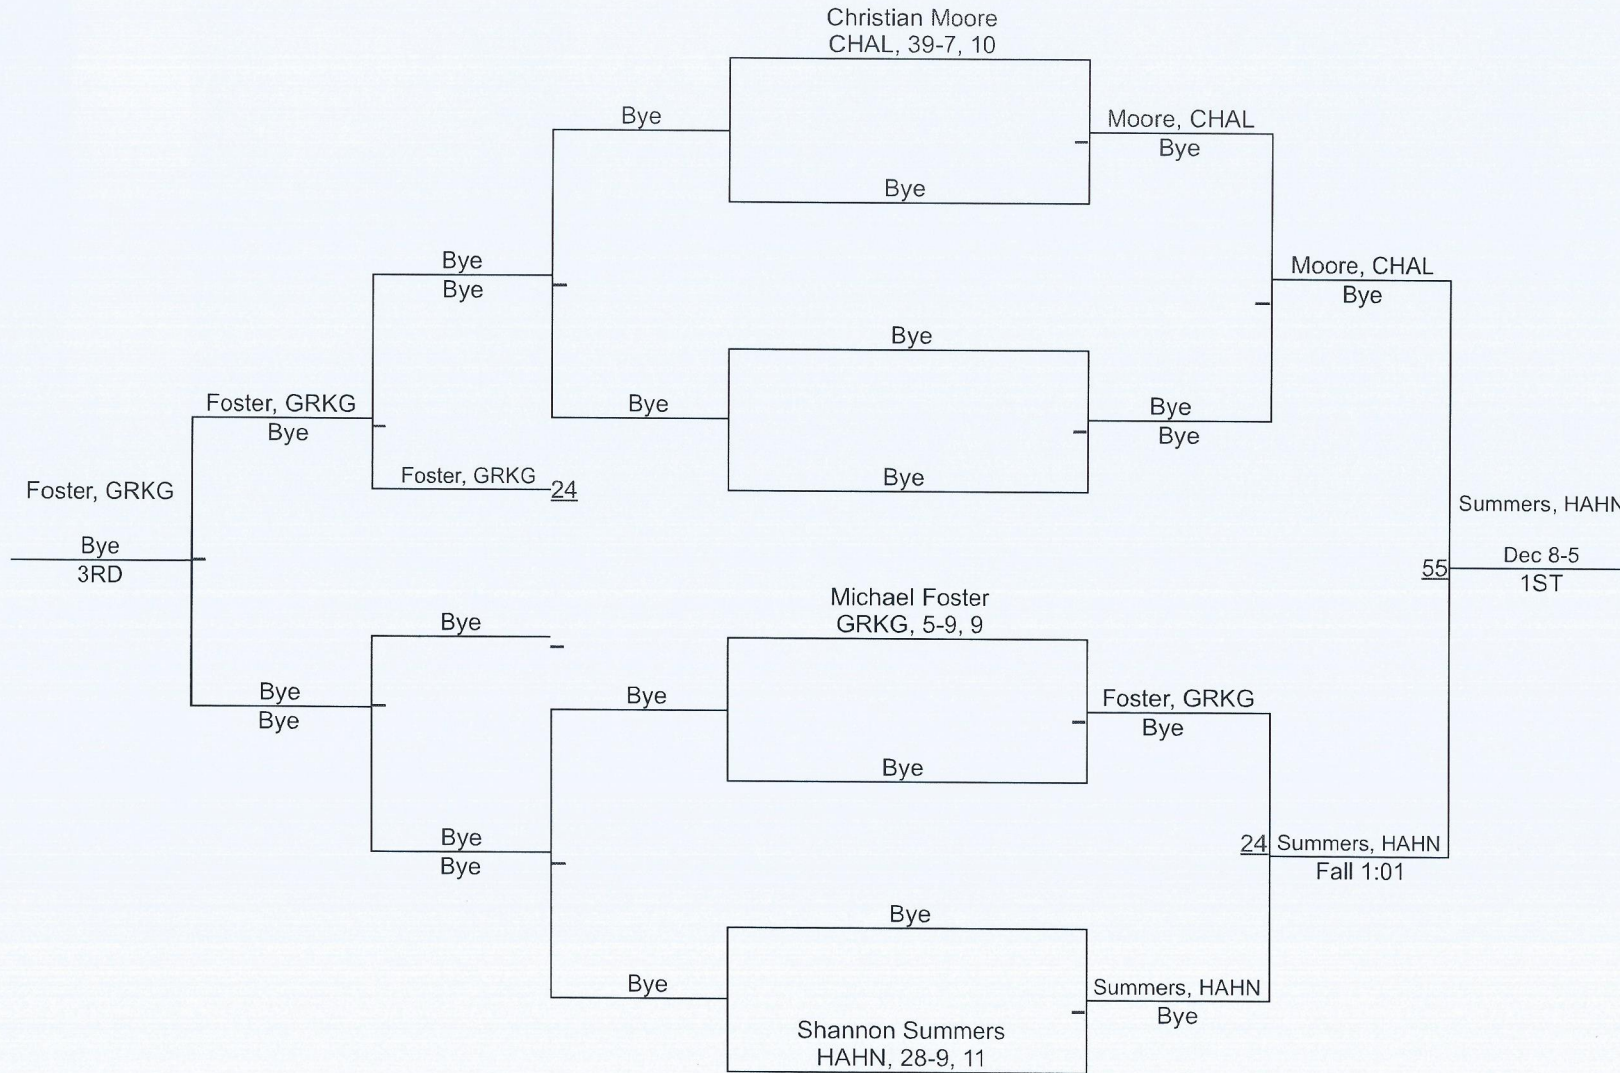 Christian Moore
CHAL, 39-7, 10
Bye
Moore, CHAL
Bye
Bye
Bye
Bye
Moore, CHAL
Bye
Bye
Foster, GRKG
Bye
Bye
Bye
Bye
Foster, GRKG
24
Bye
Foster, GRKG
Summers, HAHN
Bye
3RD
55
Dec 8-5
1ST
Michael Foster
GRKG, 5-9, 9
Bye
Bye
Bye
Bye
Foster, GRKG
Bye
Bye
Bye
Bye
24
Summers, HAHN
Fall 1:01
Bye
Bye
Summers, HAHN
Bye
Shannon Summers
HAHN, 28-9, 11